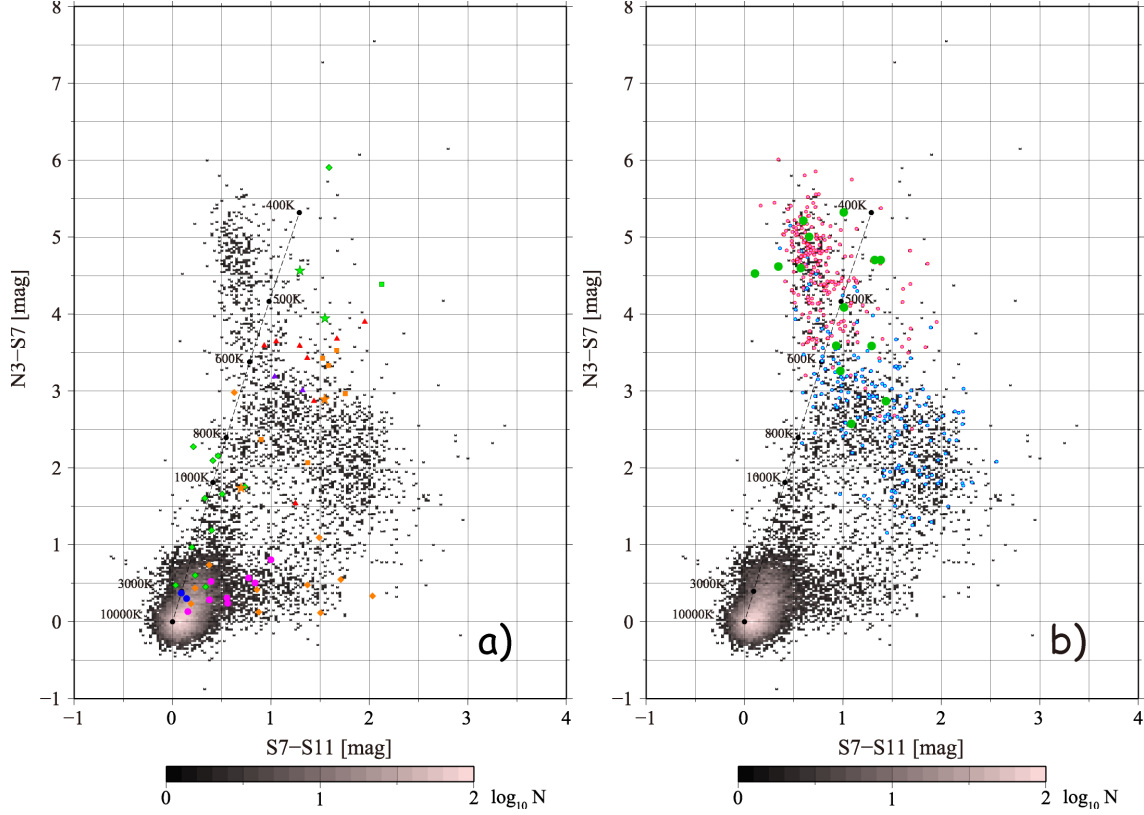 8
7
6
5
4
3
2
1
0
−1
N3−S7 [mag]
400K
500K
600K
800K
1000K
3000K
10000K
a)
−1 0 1 2 3 4
S7−S11 [mag]
0 1 2 log₁₀ N
8
7
6
5
4
3
2
1
0
−1
N3−S7 [mag]
400K
500K
600K
800K
1000K
3000K
10000K
b)
−1 0 1 2 3 4
S7−S11 [mag]
0 1 2 log₁₀ N